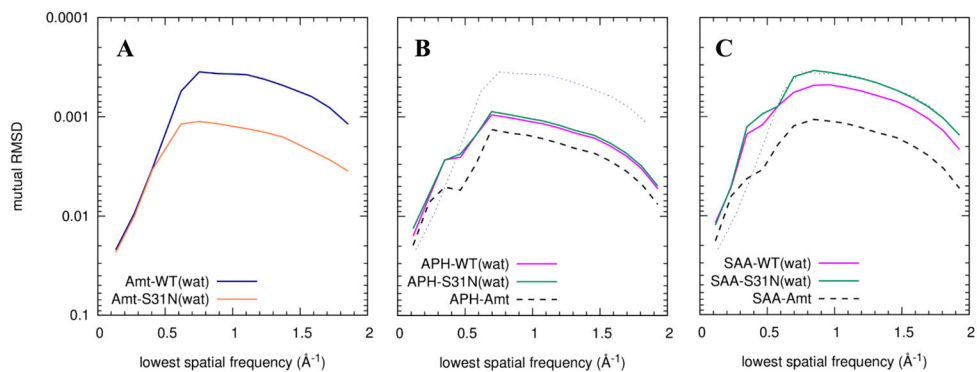 A
B
C
mutual RMSD
0.0001
0.001
0.01
0.1
Amt-WT(wat)
Amt-S31N(wat)
APH-WT(wat)
APH-S31N(wat)
APH-Amt
SAA-WT(wat)
SAA-S31N(wat)
SAA-Amt
0 0.5 1 1.5 2
0 0.5 1 1.5 2
0 0.5 1 1.5 2
lowest spatial frequency (Å⁻¹)
lowest spatial frequency (Å⁻¹)
lowest spatial frequency (Å⁻¹)